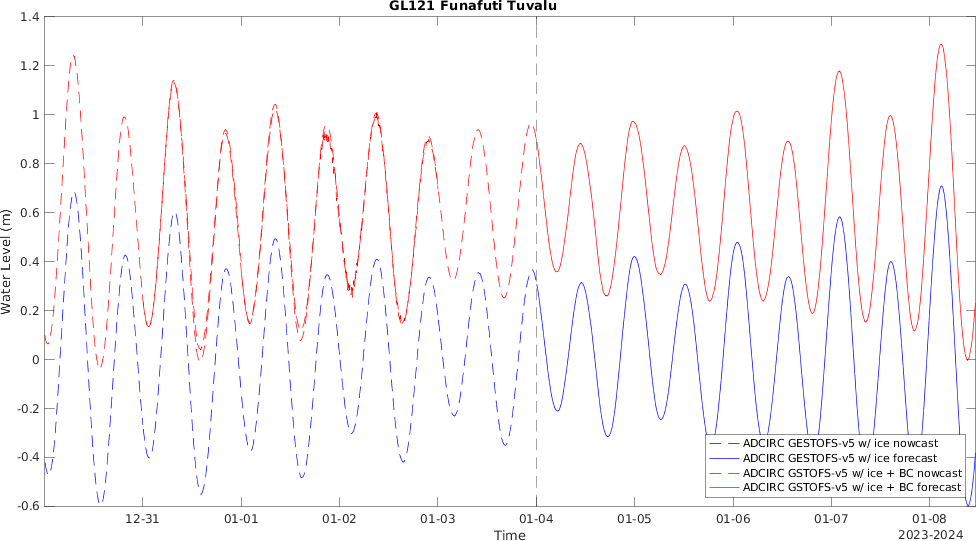 GL121 Funafuti Tuvalu
1.4
1.2
1
0.8
0.6
0.4
0.2
0
-0.2
-0.4
-0.6
Water Level (m)
ADCIRC GESTOFS-v5 w/ ice nowcast
ADCIRC GESTOFS-v5 w/ ice forecast
ADCIRC GSTOFS-v5 w/ ice + BC nowcast
ADCIRC GSTOFS-v5 w/ ice + BC forecast
12-31 01-01 01-02 01-03 01-04 01-05 01-06 01-07 01-08
Time
2023-2024